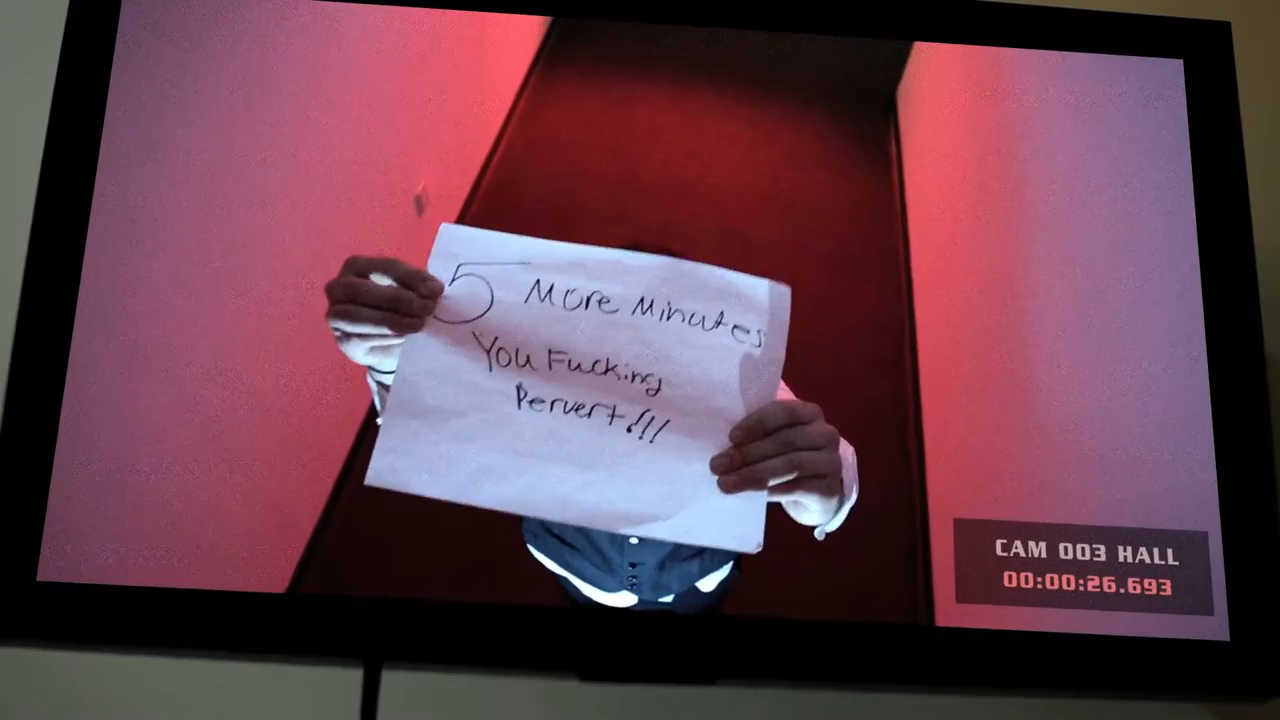 5 More Minutes
You Fucking
Pervert!!!
CAM 003 HALL
00:00:26.693